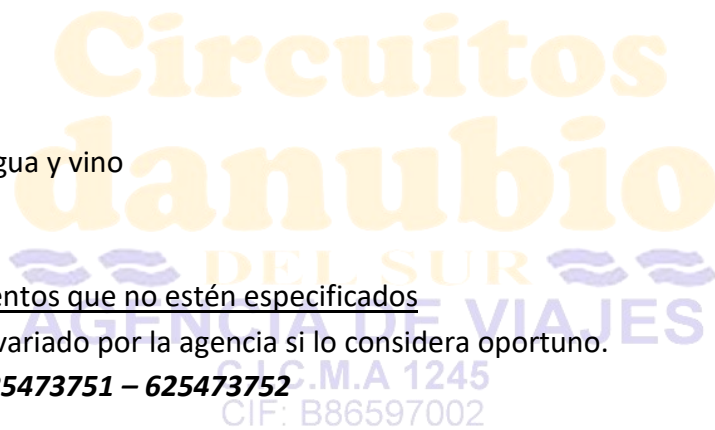 Circuitos
gua y vino
danubio
DEL SUR
entos que no estén especificados
AGENCIA DE VIAJES
variado por la agencia si lo considera oportuno.
5473751 – 625473752
C.I.C.M.A 1245
CIF: B86597002